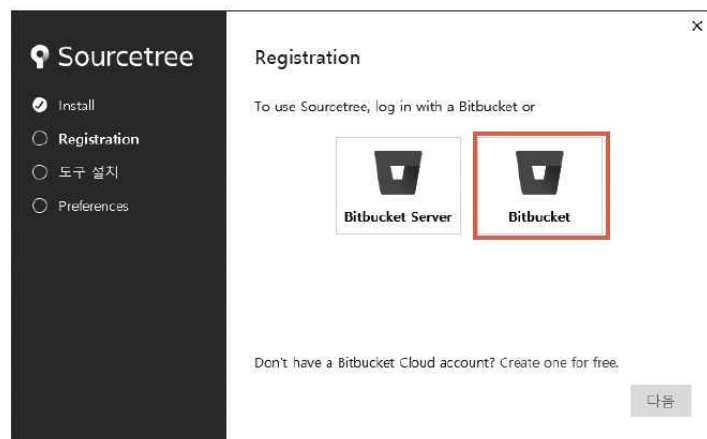 Sourcetree
Install
Registration
도구 설치
Preferences
Registration
To use Sourcetree, log in with a Bitbucket or
Bitbucket Server
Bitbucket
Don't have a Bitbucket Cloud account? Create one for free.
다음